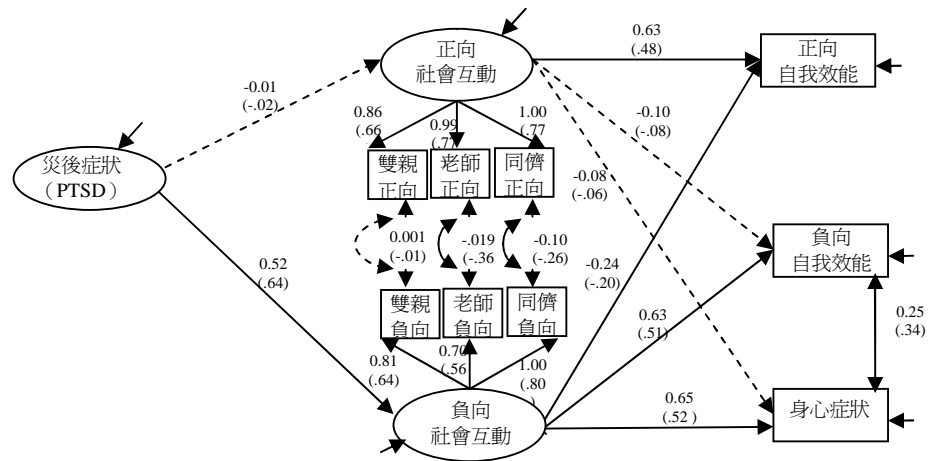 正向
社會互動
0.63
(.48)
正向
自我效能
-0.01
(-.02)
0.86
(.66
0.99
(.77
1.00
(.77
-0.10
(-.08)
災後症狀
(PTSD)
雙親
正向
老師
正向
同儕
正向
-0.08
(-.06)
0.001
(-.01)
-.019
(-.36
-0.10
(-.26)
負向
自我效能
0.52
(.64)
-0.24
(-.20)
雙親
負向
老師
負向
同儕
負向
0.63
(.51)
0.25
(.34)
0.81
(.64)
0.70
(.56
1.00
(.80
)
負向
社會互動
0.65
(.52 )
身心症狀